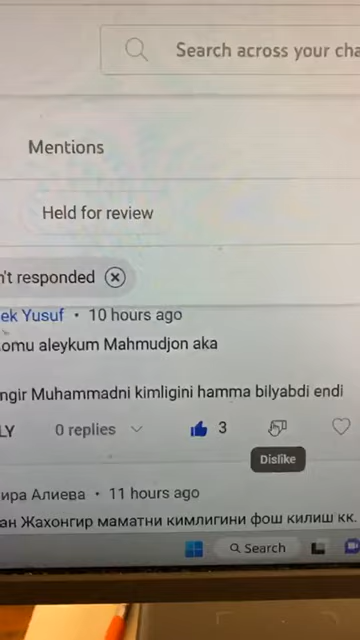 Search across your cha
Mentions
Held for review
n't responded
ek Yusuf • 10 hours ago
omu aleykum Mahmudjon aka
ngir Muhammadni kimligini hamma bilyabdi endi
LY 0 replies 3
Dislike
ира Алиева • 11 hours ago
ан Жахонгир маматни кимлигини фош килиш кк.
Search